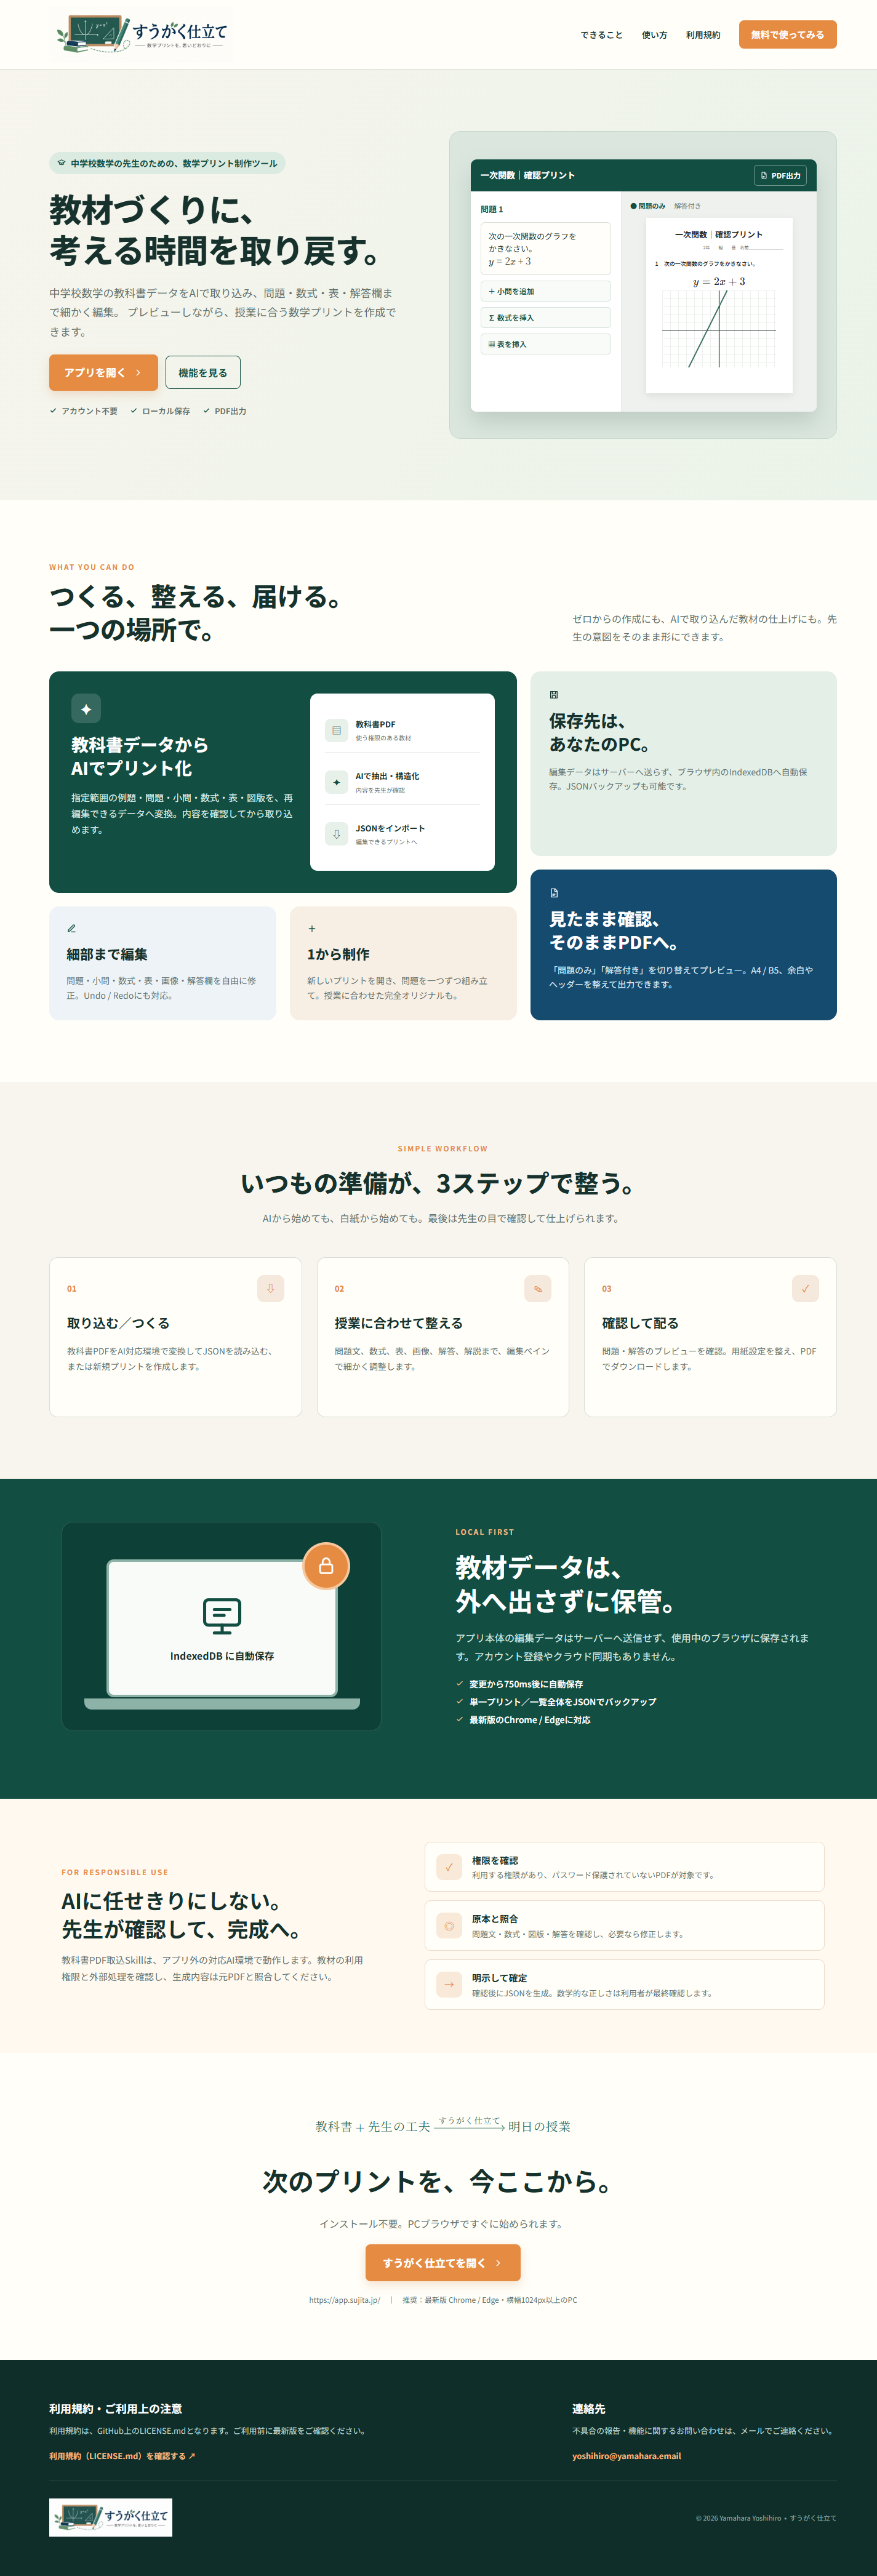 すうがく仕立て
数学プリントを、思いどおりに
できること
使い方
利用規約
無料で使ってみる
中学校数学の先生のための、数学プリント制作ツール
教材づくりに、
考える時間を取り戻す。
中学校数学の教科書データをAIで取り込み、問題・数式・表・解答欄ま
で細かく編集。 プレビューしながら、授業に合う数学プリントを作成で
きます。
アプリを開く
機能を見る
アカウント不要
ローカル保存
PDF出力
一次関数｜確認プリント
PDF出力
問題 1
次の一次関数のグラフを
かきなさい。
y = 2x + 3
＋ 小問を追加
Σ 数式を挿入
▤ 表を挿入
● 問題のみ
解答付き
一次関数｜確認プリント
2年 組 番 氏名
1 次の一次関数のグラフをかきなさい。
y = 2x + 3
WHAT YOU CAN DO
つくる、整える、届ける。
一つの場所で。
ゼロからの作成にも、AIで取り込んだ教材の仕上げにも。先
生の意図をそのまま形にできます。
教科書データから
AIでプリント化
指定範囲の例題・問題・小問・数式・表・図版を、再
編集できるデータへ変換。内容を確認してから取り込
めます。
教科書PDF
使う権限のある教材
AIで抽出・構造化
内容を先生が確認
JSONをインポート
編集できるプリントへ
保存先は、
あなたのPC。
編集データはサーバーへ送らず、ブラウザ内のIndexedDBへ自動保
存。JSONバックアップも可能です。
細部まで編集
問題・小問・数式・表・画像・解答欄を自由に修
正。Undo / Redoにも対応。
1から制作
新しいプリントを開き、問題を一つずつ組み立
て。授業に合わせた完全オリジナルも。
見たまま確認、
そのままPDFへ。
「問題のみ」「解答付き」を切り替えてプレビュー。A4 / B5、余白や
ヘッダーを整えて出力できます。
SIMPLE WORKFLOW
いつもの準備が、3ステップで整う。
AIから始めても、白紙から始めても。最後は先生の目で確認して仕上げられます。
01
取り込む／つくる
教科書PDFをAI対応環境で変換してJSONを読み込む、
または新規プリントを作成します。
02
授業に合わせて整える
問題文、数式、表、画像、解答、解説まで、編集ペイン
で細かく調整します。
03
確認して配る
問題・解答のプレビューを確認。用紙設定を整え、PDF
でダウンロードします。
IndexedDB に自動保存
LOCAL FIRST
教材データは、
外へ出さずに保管。
アプリ本体の編集データはサーバーへ送信せず、使用中のブラウザに保存されま
す。アカウント登録やクラウド同期もありません。
変更から750ms後に自動保存
単一プリント／一覧全体をJSONでバックアップ
最新版のChrome / Edgeに対応
FOR RESPONSIBLE USE
AIに任せきりにしない。
先生が確認して、完成へ。
教科書PDF取込Skillは、アプリ外の対応AI環境で動作します。教材の利用
権限と外部処理を確認し、生成内容は元PDFと照合してください。
権限を確認
利用する権限があり、パスワード保護されていないPDFが対象です。
原本と照合
問題文・数式・図版・解答を確認し、必要なら修正します。
明示して確定
確認後にJSONを生成。数学的な正しさは利用者が最終確認します。
教科書 + 先生の工夫 すうがく仕立て→ 明日の授業
次のプリントを、今ここから。
インストール不要。PCブラウザですぐに始められます。
すうがく仕立てを開く
https://app.sujita.jp/ ｜ 推奨：最新版 Chrome / Edge・横幅1024px以上のPC
利用規約・ご利用上の注意
利用規約は、GitHub上のLICENSE.mdとなります。ご利用前に最新版をご確認ください。
利用規約（LICENSE.md）を確認する ↗
連絡先
不具合の報告・機能に関するお問い合わせは、メールでご連絡ください。
yoshihiro@yamahara.email
すうがく仕立て
数学プリントを、思いどおりに
© 2026 Yamahara Yoshihiro・すうがく仕立て